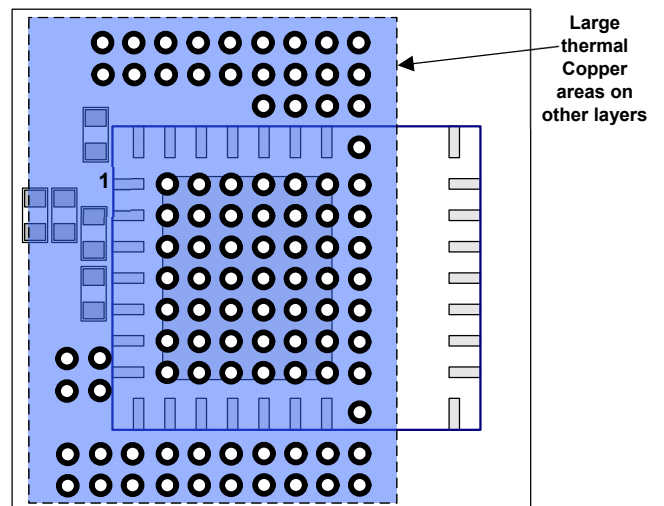 Large
thermal
Copper
areas on
other layers
1